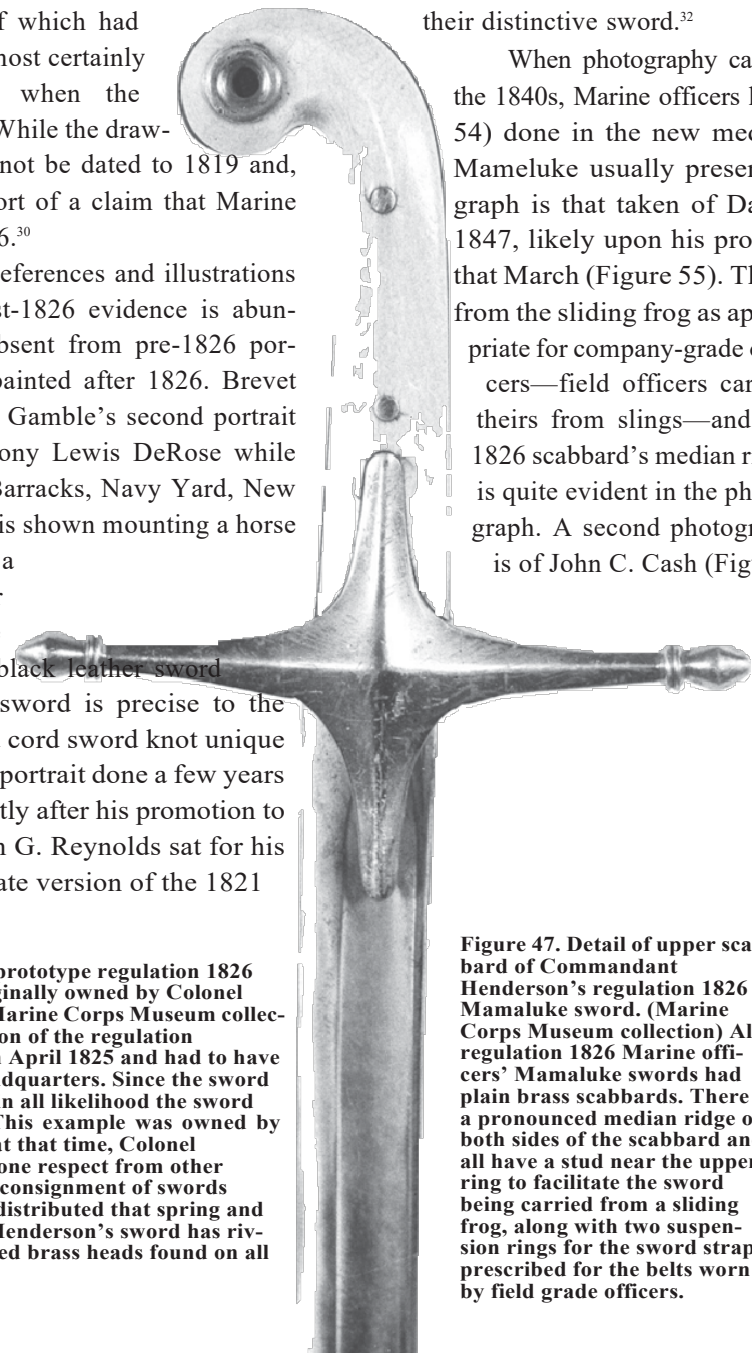 f which had
most certainly
when the
While the draw-
not be dated to 1819 and,
ort of a claim that Marine
6.³⁰
eferences and illustrations
st-1826 evidence is abun-
bsent from pre-1826 por-
painted after 1826. Brevet
Gamble's second portrait
ony Lewis DeRose while
Barracks, Navy Yard, New
is shown mounting a horse
a
black leather sword
sword is precise to the
cord sword knot unique
portrait done a few years
tly after his promotion to
n G. Reynolds sat for his
ate version of the 1821
prototype regulation 1826
ginally owned by Colonel
Marine Corps Museum collec-
on of the regulation
April 1825 and had to have
dquarters. Since the sword
in all likelihood the sword
This example was owned by
at that time, Colonel
one respect from other
consignment of swords
distributed that spring and
Henderson's sword has riv-
ed brass heads found on all
their distinctive sword.³²
When photography ca
the 1840s, Marine officers
54) done in the new med
Mameluke usually presen
graph is that taken of Da
1847, likely upon his pro
that March (Figure 55). Th
from the sliding frog as ap
priate for company-grade
cers—field officers car
theirs from slings—and
1826 scabbard's median r
is quite evident in the ph
graph. A second photogr
is of John C. Cash (Fig
Figure 47. Detail of upper sca
bard of Commandant
Henderson's regulation 1826
Mamaluke sword. (Marine
Corps Museum collection) Al
regulation 1826 Marine offi-
cers' Mamaluke swords had
plain brass scabbards. There
a pronounced median ridge o
both sides of the scabbard an
all have a stud near the upper
ring to facilitate the sword
being carried from a sliding
frog, along with two suspen-
sion rings for the sword strap
prescribed for the belts worn
by field grade officers.